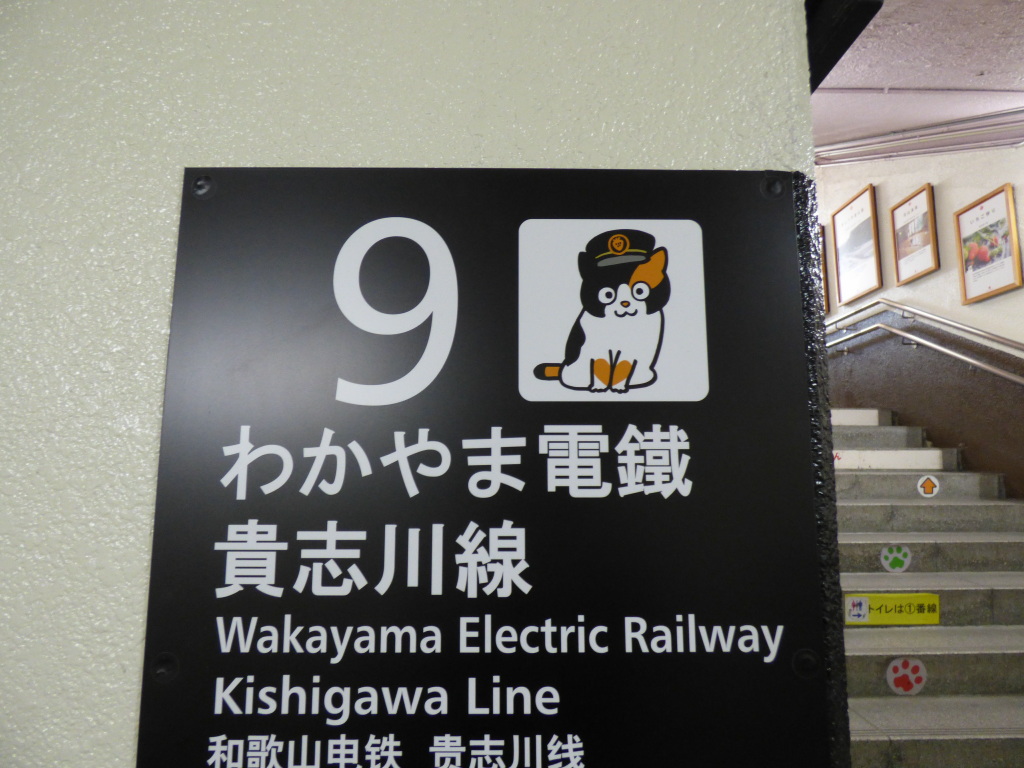 9
わかやま電鐵
貴志川線
Wakayama Electric Railway
Kishigawa Line
和歌山电铁 贵志川线
トイレは①番線